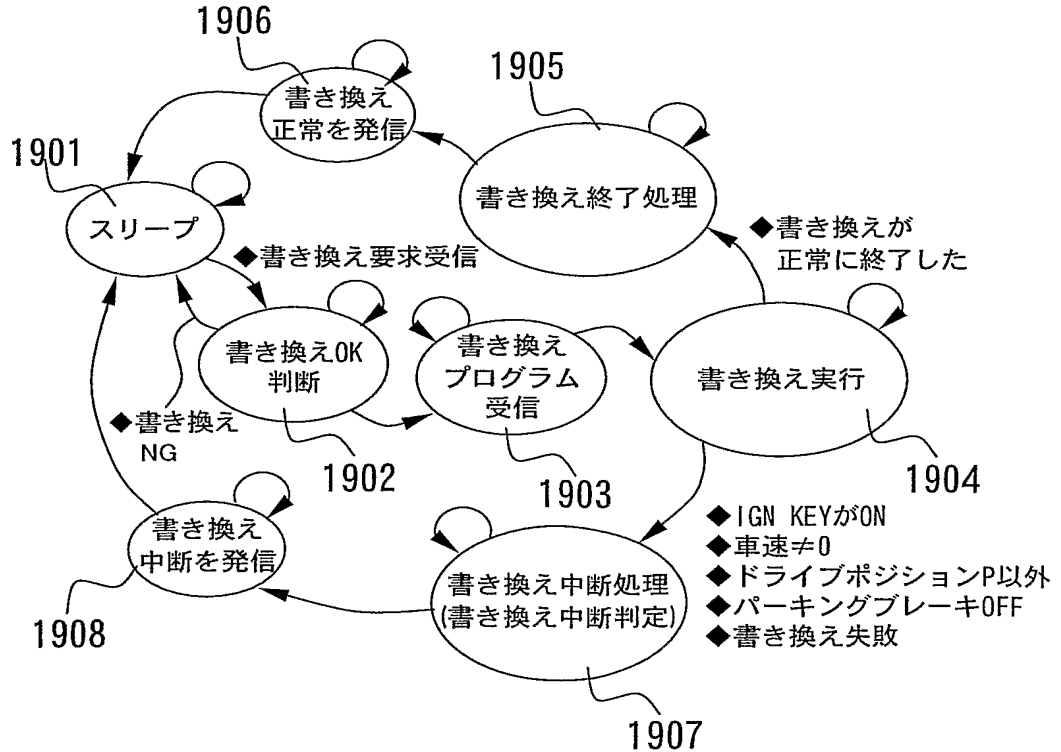 1906
書き換え
正常を発信
1905
書き換え終了処理
1901
スリープ
◆書き換え要求受信
◆書き換えが
正常に終了した
書き換えOK
判断
書き換え
プログラム
受信
書き換え実行
◆書き換え
NG
1902
1903
1904
書き換え
中断を発信
1908
書き換え中断処理
(書き換え中断判定)
1907
◆IGN KEYがON
◆車速≠0
◆ドライブポジションP以外
◆パーキングブレーキOFF
◆書き換え失敗